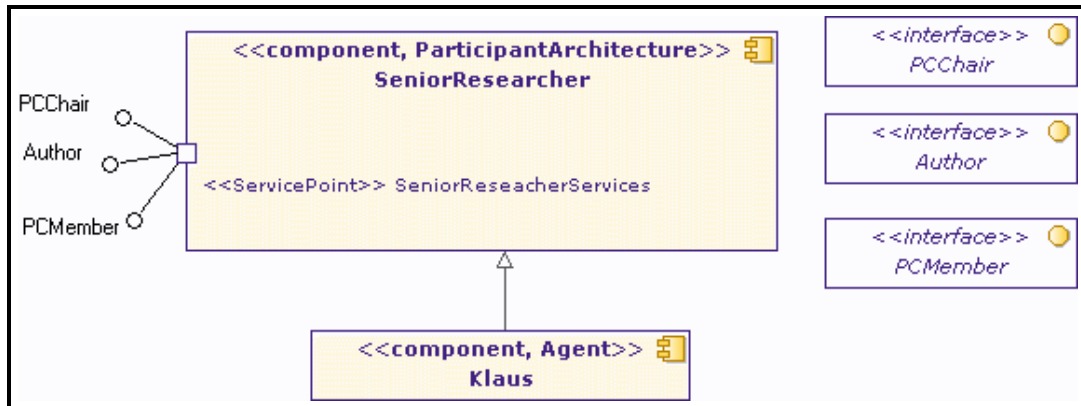 <<component, ParticipantArchitecture>>
SeniorResearcher
PCChair
Author
PCMember
<<ServicePoint>> SeniorReseacherServices
<<component, Agent>>
Klaus
<<interface>>
PCChair
<<interface>>
Author
<<interface>>
PCMember